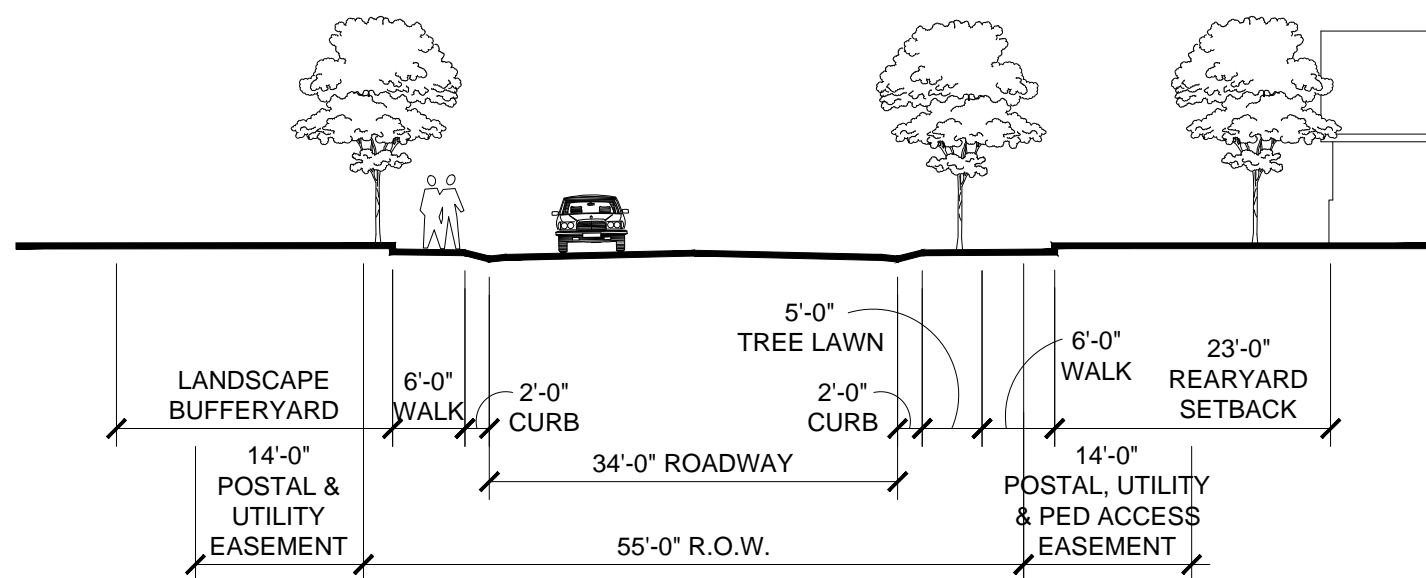 5'-0"
TREE LAWN
6'-0"
WALK
23'-0"
REARYARD
SETBACK
LANDSCAPE
BUFFERYARD
6'-0"
WALK
2'-0"
CURB
2'-0"
CURB
34'-0" ROADWAY
14'-0"
POSTAL &
UTILITY
EASEMENT
14'-0"
POSTAL, UTILITY
& PED ACCESS
EASEMENT
55'-0" R.O.W.